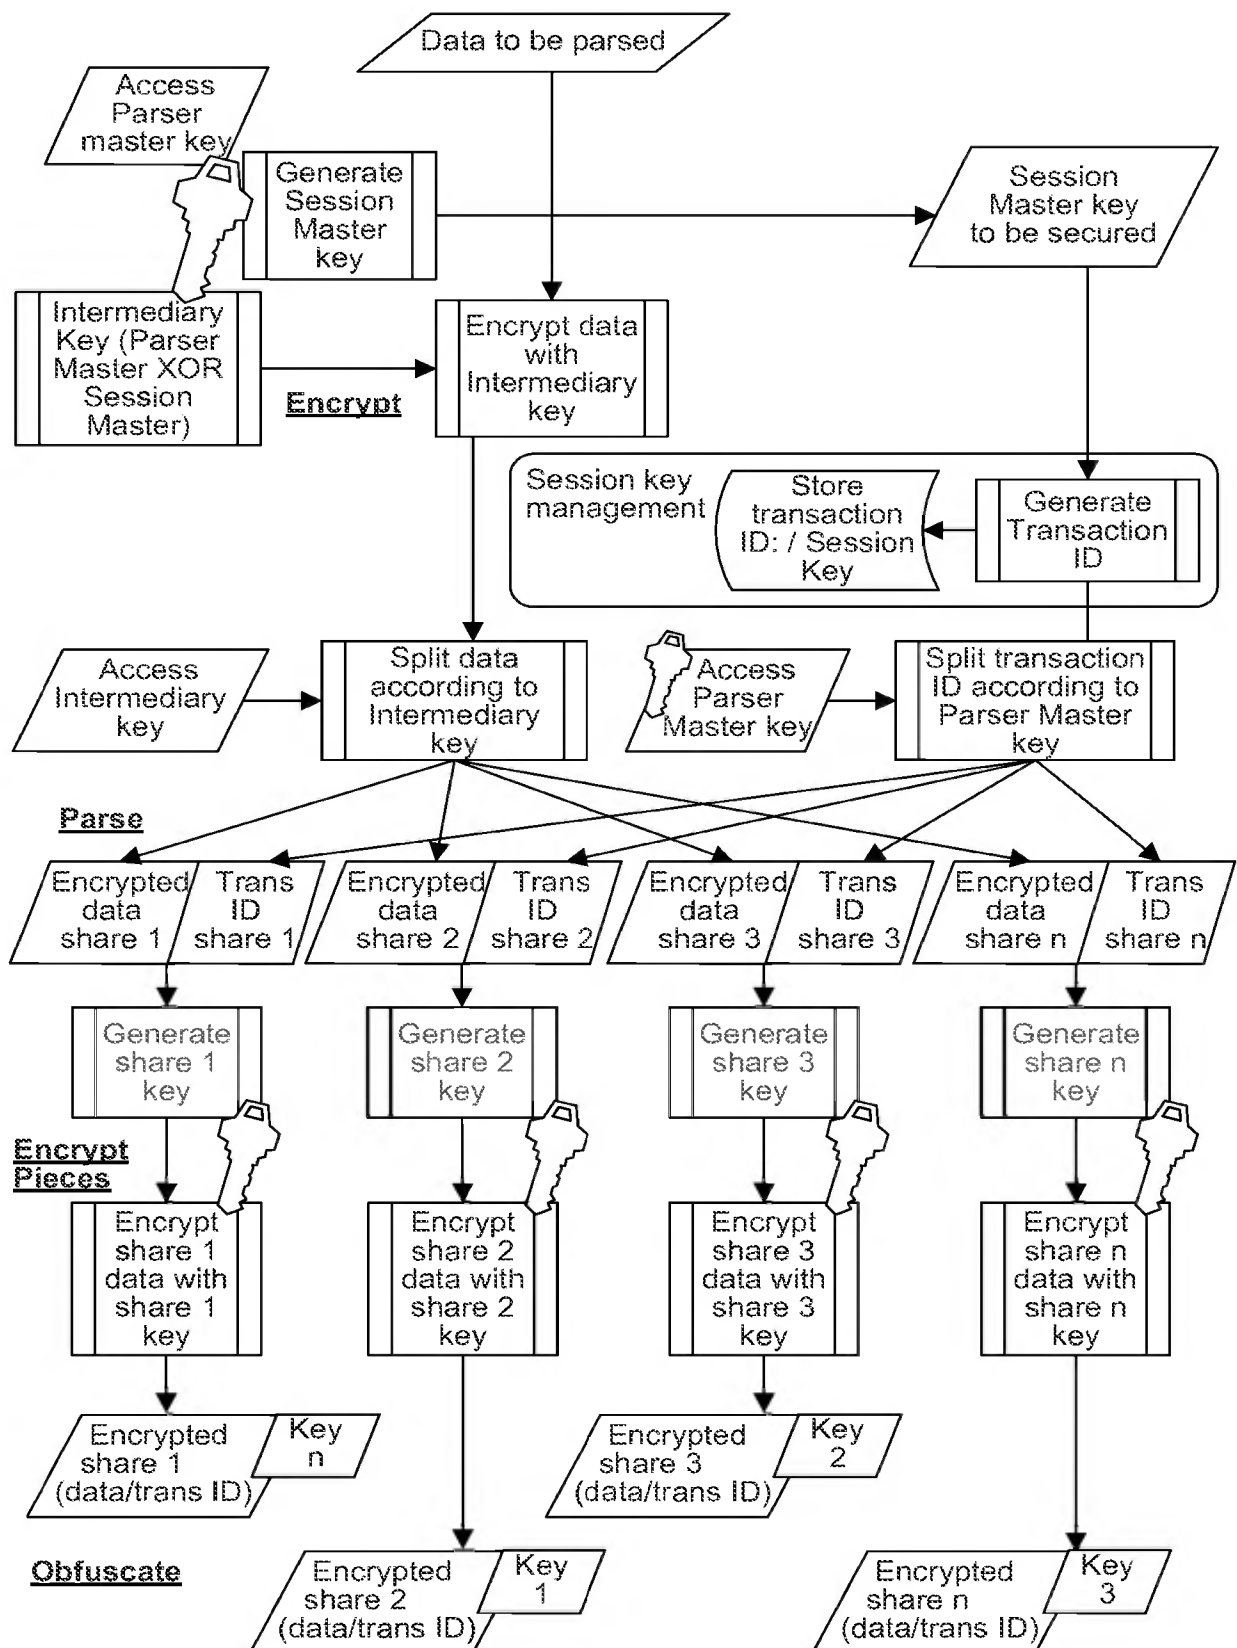 Data to be parsed
Access
Parser
master key
Generate
Session
Master
key
Session
Master key
to be secured
Intermediary
Key (Parser
Master XOR
Session
Master)
Encrypt
Encrypt data
with
Intermediary
key
Session key
management
Store
transaction
ID: / Session
Key
Generate
Transaction
ID
Access
Intermediary
key
Split data
according to
Intermediary
key
Access
Parser
Master key
Split transaction
ID according to
Parser Master
key
Parse
Encrypted
data
share 1
Trans
ID
share 1
Encrypted
data
share 2
Trans
ID
share 2
Encrypted
data
share 3
Trans
ID
share 3
Encrypted
data
share n
Trans
ID
share n
Generate
share 1
key
Generate
share 2
key
Generate
share 3
key
Generate
share n
key
Encrypt
Pieces
Encrypt
share 1
data with
share 1
key
Encrypt
share 2
data with
share 2
key
Encrypt
share 3
data with
share 3
key
Encrypt
share n
data with
share n
key
Encrypted
share 1
(data/trans ID)
Key
n
Encrypted
share 3
(data/trans ID)
Key
2
Obfuscate
Encrypted
share 2
(data/trans ID)
Key
1
Encrypted
share n
(data/trans ID)
Key
3